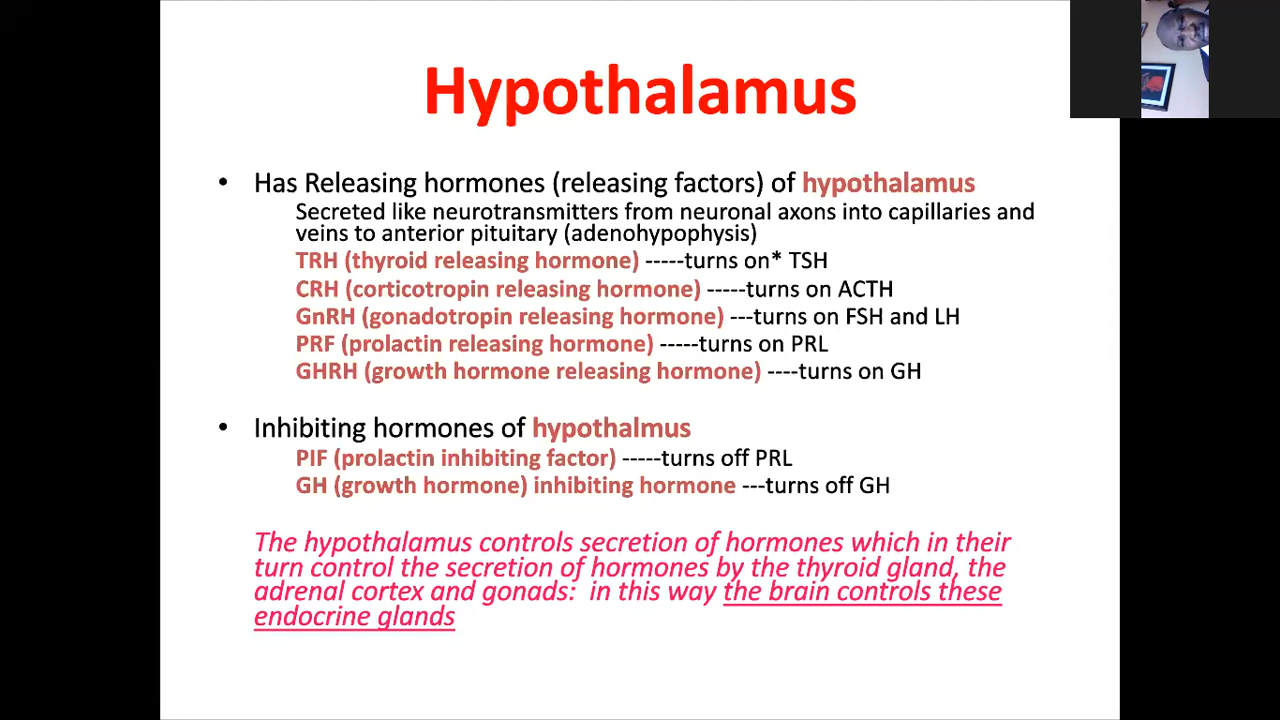 Hypothalamus
• Has Releasing hormones (releasing factors) of hypothalamus
Secreted like neurotransmitters from neuronal axons into capillaries and
veins to anterior pituitary (adenohypophysis)
TRH (thyroid releasing hormone) -----turns on* TSH
CRH (corticotropin releasing hormone) -----turns on ACTH
GnRH (gonadotropin releasing hormone) ---turns on FSH and LH
PRF (prolactin releasing hormone) -----turns on PRL
GHRH (growth hormone releasing hormone) ----turns on GH
• Inhibiting hormones of hypothalmus
PIF (prolactin inhibiting factor) -----turns off PRL
GH (growth hormone) inhibiting hormone ---turns off GH
The hypothalamus controls secretion of hormones which in their
turn control the secretion of hormones by the thyroid gland, the
adrenal cortex and gonads:  in this way the brain controls these
endocrine glands